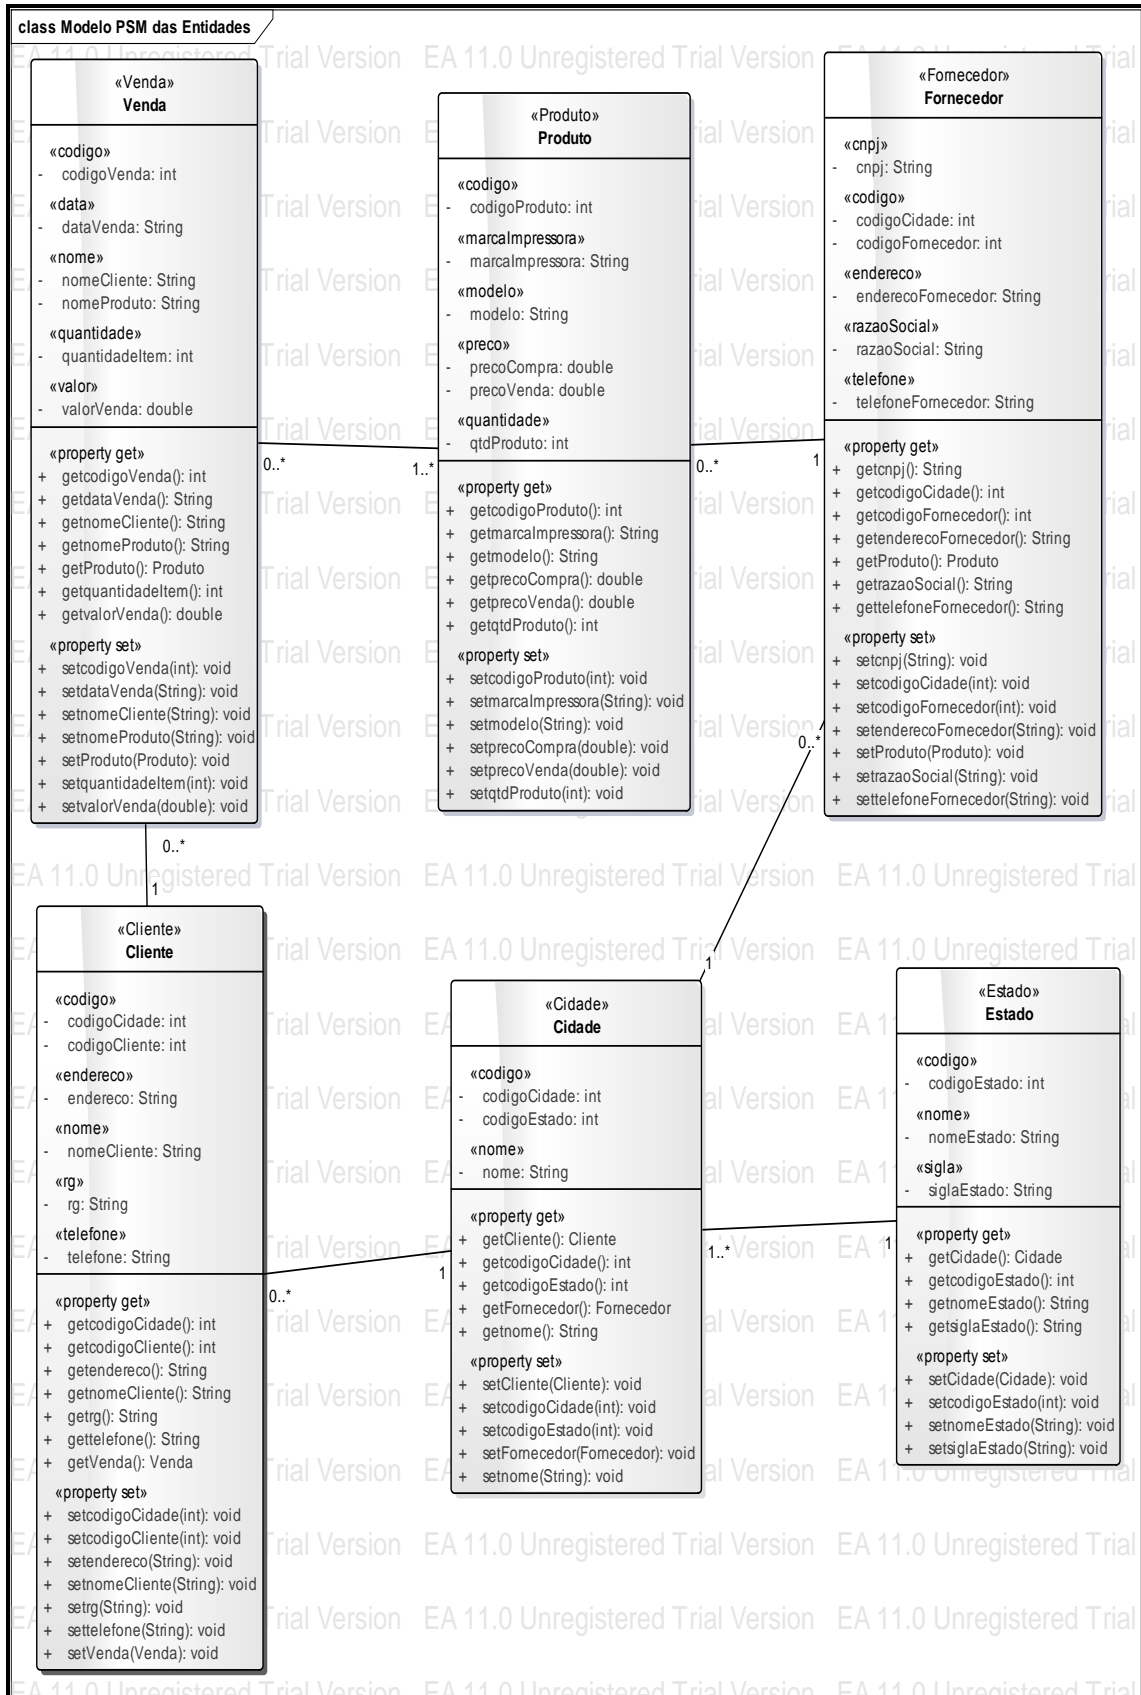 class Modelo PSM das Entidades
«Venda»
Venda
«codigo»
- codigoVenda: int
«data»
- dataVenda: String
«nome»
- nomeCliente: String
- nomeProduto: String
«quantidade»
- quantidadeItem: int
«valor»
- valorVenda: double
«property get»
+ getcodigoVenda(): int
+ getdataVenda(): String
+ getnomeCliente(): String
+ getnomeProduto(): String
+ getProduto(): Produto
+ getquantidadeItem(): int
+ getvalorVenda(): double
«property set»
+ setcodigoVenda(int): void
+ setdataVenda(String): void
+ setnomeCliente(String): void
+ setnomeProduto(String): void
+ setProduto(Produto): void
+ setquantidadeItem(int): void
+ setvalorVenda(double): void
0..*
1..*
«Produto»
Produto
«codigo»
- codigoProduto: int
«marcaImpressora»
- marcaImpressora: String
«modelo»
- modelo: String
«preco»
- precoCompra: double
- precoVenda: double
«quantidade»
- qtdProduto: int
«property get»
+ getcodigoProduto(): int
+ getmarcaImpressora(): String
+ getmodelo(): String
+ getprecoCompra(): double
+ getprecoVenda(): double
+ getqtdProduto(): int
«property set»
+ setcodigoProduto(int): void
+ setmarcaImpressora(String): void
+ setmodelo(String): void
+ setprecoCompra(double): void
+ setprecoVenda(double): void
+ setqtdProduto(int): void
0..*
1
«Fornecedor»
Fornecedor
«cnpj»
- cnpj: String
«codigo»
- codigoCidade: int
- codigoFornecedor: int
«endereco»
- enderecoFornecedor: String
«razaoSocial»
- razaoSocial: String
«telefone»
- telefoneFornecedor: String
«property get»
+ getcnpj(): String
+ getcodigoCidade(): int
+ getcodigoFornecedor(): int
+ getenderecoFornecedor(): String
+ getProduto(): Produto
+ getrazaoSocial(): String
+ gettelefoneFornecedor(): String
«property set»
+ setcnpj(String): void
+ setcodigoCidade(int): void
+ setcodigoFornecedor(int): void
+ setenderecoFornecedor(String): void
+ setProduto(Produto): void
+ setrazaoSocial(String): void
+ settelefoneFornecedor(String): void
0..*
1
0..*
1
«Cliente»
Cliente
«codigo»
- codigoCidade: int
- codigoCliente: int
«endereco»
- endereco: String
«nome»
- nomeCliente: String
«rg»
- rg: String
«telefone»
- telefone: String
«property get»
+ getcodigoCidade(): int
+ getcodigoCliente(): int
+ getendereco(): String
+ getnomeCliente(): String
+ getrg(): String
+ gettelefone(): String
+ getVenda(): Venda
«property set»
+ setcodigoCidade(int): void
+ setcodigoCliente(int): void
+ setendereco(String): void
+ setnomeCliente(String): void
+ setrg(String): void
+ settelefone(String): void
+ setVenda(Venda): void
0..*
1
«Cidade»
Cidade
«codigo»
- codigoCidade: int
- codigoEstado: int
«nome»
- nome: String
«property get»
+ getCliente(): Cliente
+ getcodigoCidade(): int
+ getcodigoEstado(): int
+ getFornecedor(): Fornecedor
+ getnome(): String
«property set»
+ setCliente(Cliente): void
+ setcodigoCidade(int): void
+ setcodigoEstado(int): void
+ setFornecedor(Fornecedor): void
+ setnome(String): void
1..*
1
«Estado»
Estado
«codigo»
- codigoEstado: int
«nome»
- nomeEstado: String
«sigla»
- siglaEstado: String
«property get»
+ getCidade(): Cidade
+ getcodigoEstado(): int
+ getnomeEstado(): String
+ getsiglaEstado(): String
«property set»
+ setCidade(Cidade): void
+ setcodigoEstado(int): void
+ setnomeEstado(String): void
+ setsiglaEstado(String): void
EA 11.0 Unregistered Trial Version EA 11.0 Unregistered Trial Version EA 11.0 Unregistered Trial